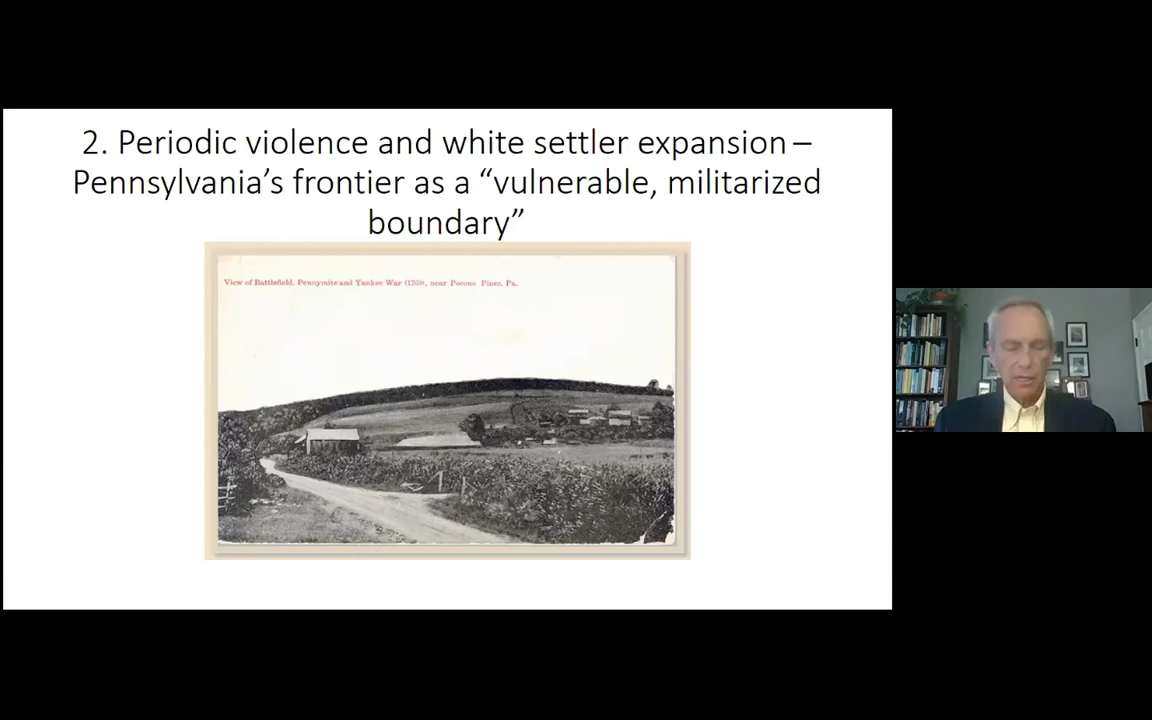 2. Periodic violence and white settler expansion –
Pennsylvania’s frontier as a “vulnerable, militarized
boundary”
View of Battlefield, Pennymite and Yankee War (1769), near Pocono Pines, Pa.